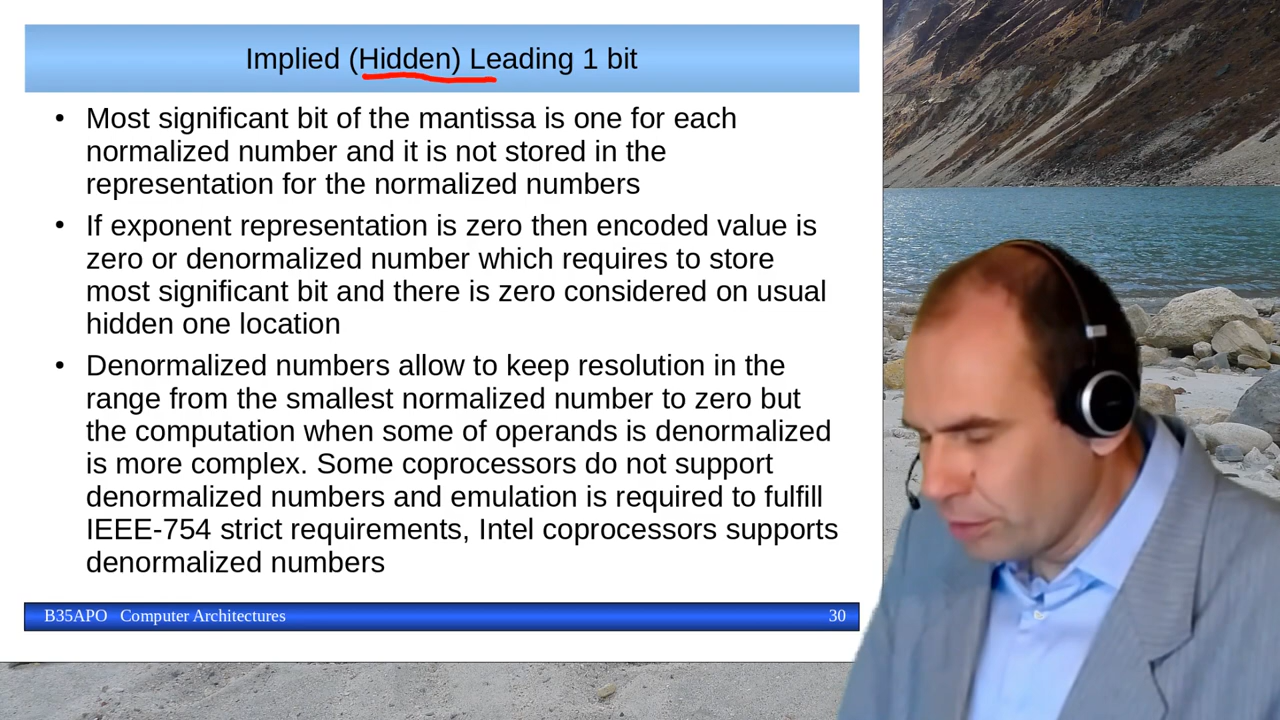 Implied (Hidden) Leading 1 bit
• Most significant bit of the mantissa is one for each
normalized number and it is not stored in the
representation for the normalized numbers
• If exponent representation is zero then encoded value is
zero or denormalized number which requires to store
most significant bit and there is zero considered on usual
hidden one location
• Denormalized numbers allow to keep resolution in the
range from the smallest normalized number to zero but
the computation when some of operands is denormalized
is more complex. Some coprocessors do not support
denormalized numbers and emulation is required to fulfill
IEEE-754 strict requirements, Intel coprocessors supports
denormalized numbers
B35APO Computer Architectures 30